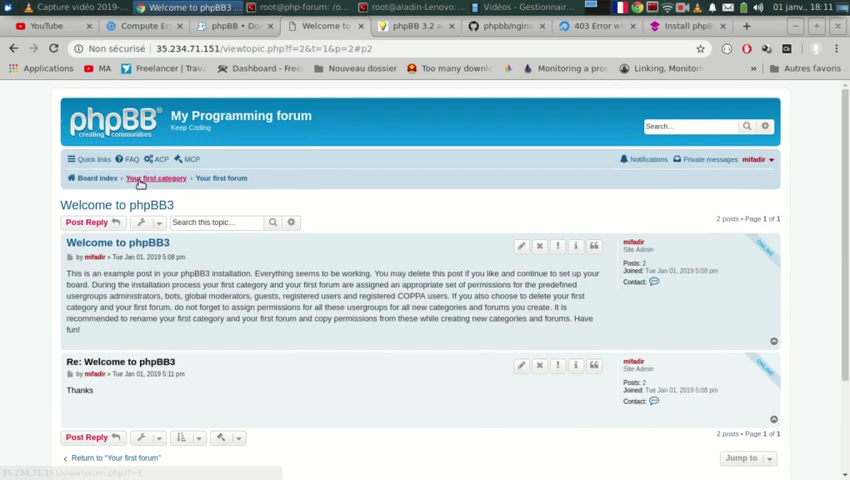 Capture vidéo 2019-...
Welcome to phpBB3 ...
root@php-forum: /o...
root@aladin-Lenovo: ...
Vidéos - Gestionnair...
01 janv., 18:11
YouTube
Compute En
phpBB • Do
Welcome to
phpBB 3.2 a
phpbb/nginx
403 Error w
Install phpB
Non sécurisé
35.234.71.151/viewtopic.php?f=2&t=1&p=2#p2
Applications
MA
Freelancer | Trava
Dashboard - Frees
Nouveau dossier
Too many downl
Monitoring a pro
Linking, Monitori
»
Autres favoris
phpBB
creating communities
My Programming forum
Keep Coding
Search...
Quick links
FAQ
ACP
MCP
Notifications
Private messages
mifadir
Board index ‹ Your first category ‹ Your first forum
Welcome to phpBB3
Post Reply
Search this topic...
2 posts • Page 1 of 1
Welcome to phpBB3
by mifadir » Tue Jan 01, 2019 5:08 pm
This is an example post in your phpBB3 installation. Everything seems to be working. You may delete this post if you like and continue to set up your
board. During the installation process your first category and your first forum are assigned an appropriate set of permissions for the predefined
usergroups administrators, bots, global moderators, guests, registered users and registered COPPA users. If you also choose to delete your first
category and your first forum, do not forget to assign permissions for all these usergroups for all new categories and forums you create. It is
recommended to rename your first category and your first forum and copy permissions from these while creating new categories and forums. Have
fun!
mifadir
Site Admin
Posts: 2
Joined: Tue Jan 01, 2019 5:08 pm
Contact:
ONLINE
Re: Welcome to phpBB3
by mifadir » Tue Jan 01, 2019 5:11 pm
Thanks
mifadir
Site Admin
Posts: 2
Joined: Tue Jan 01, 2019 5:08 pm
Contact:
ONLINE
Post Reply
2 posts • Page 1 of 1
Return to "Your first forum"
Jump to
35.234.71.151/viewforum.php?f=1